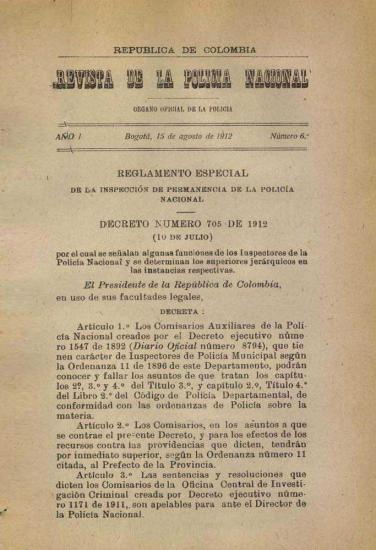 REPUBLICA DE COLOMBIA
REVISTA DE LA POLICIA NACIONAL
ORGANO OFICIAL DE LA POLICIA
AÑO I Bogotá, 15 de agosto de 1912 Número 6.º
REGLAMENTO ESPECIAL
DE LA INSPECCIÓN DE PERMANENCIA DE LA POLICÍA
NACIONAL
DECRETO NUMERO 705 DE 1912
(10 DE JULIO)
por el cual se señalan algunas funciones de los Inspectores de la
Policía Nacional y se determinan los superiores jerárquicos en
las instancias respectivas.
El Presidente de la República de Colombia,
en uso de sus facultades legales,
DECRETA :
Artículo 1.º Los Comisarios Auxiliares de la Poli-
cía Nacional creados por el Decreto ejecutivo núme
ro 1547 de 1892 (Diario Oficial número 8794), que tie
nen carácter de Inspectores de Policía Municipal según
la Ordenanza 11 de 1896 de este Departamento, podrán
conocer y fallar los asuntos de que tratan los capítu-
los 2º, 3.º y 4.º del Título 3.º, y capítulo 2.º, Título 4.º
del Libro 2.º del Código de Policía Departamental, de
conformidad con las ordenanzas de Policía sobre la
materia.
Artículo 2.º Los Comisarios, en los asuntos a que
se contrae el presente Decreto, y para los efectos de los
recursos contra las providencias que dicten, tendrán
por inmediato superior, según la Ordenanza número 11
citada, al Prefecto de la Provincia.
Artículo 3.º Las sentencias y resoluciones que
dicten los Comisarios de la Oficina Central de Investi-
gación Criminal creada por Decreto ejecutivo núme-
ro 1171 de 1911, son apelables para ante el Director de
la Policía Nacional.